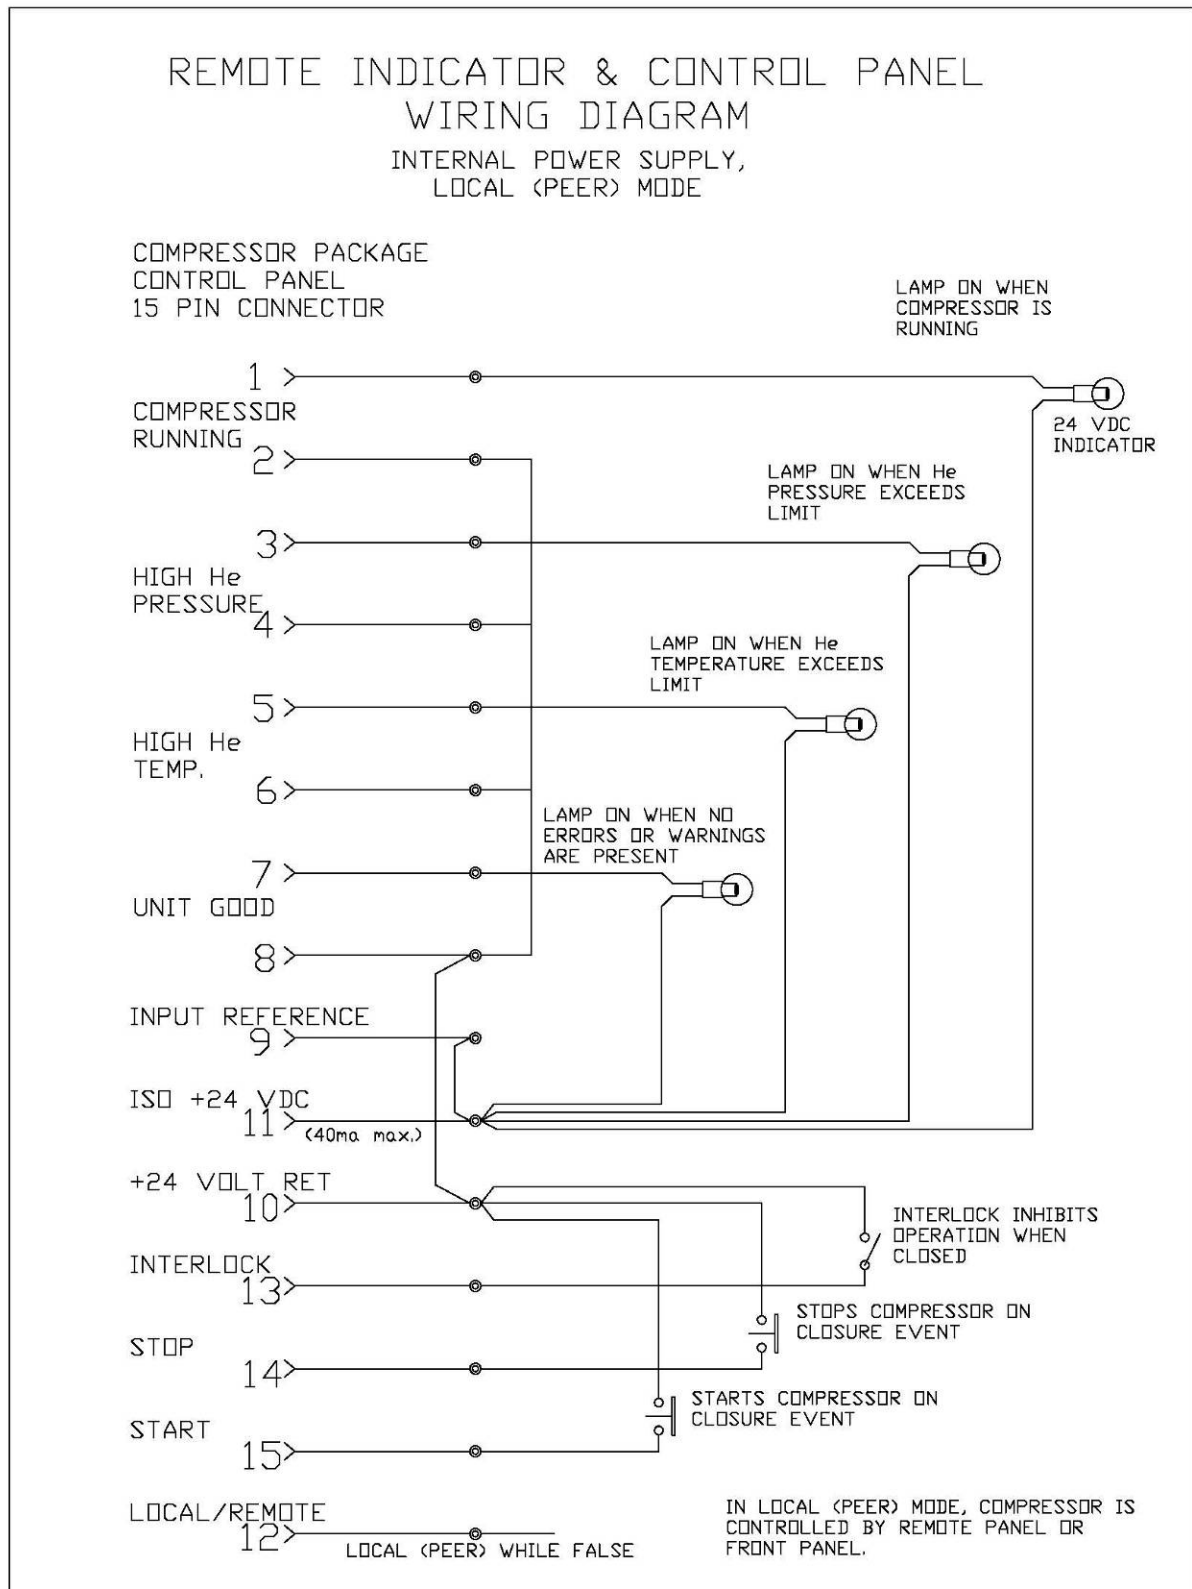 REMOTE INDICATOR & CONTROL PANEL
WIRING DIAGRAM
INTERNAL POWER SUPPLY,
LOCAL (PEER) MODE
COMPRESSOR PACKAGE
CONTROL PANEL
15 PIN CONNECTOR
LAMP ON WHEN
COMPRESSOR IS
RUNNING
1
COMPRESSOR
RUNNING
2
24 VDC
INDICATOR
LAMP ON WHEN He
PRESSURE EXCEEDS
LIMIT
3
HIGH He
PRESSURE
4
LAMP ON WHEN He
TEMPERATURE EXCEEDS
LIMIT
5
HIGH He
TEMP.
6
LAMP ON WHEN NO
ERRORS OR WARNINGS
ARE PRESENT
7
UNIT GOOD
8
INPUT REFERENCE
9
ISO +24 VDC
11 (40ma max.)
+24 VOLT RET
10
INTERLOCK INHIBITS
OPERATION WHEN
CLOSED
INTERLOCK
13
STOPS COMPRESSOR ON
CLOSURE EVENT
STOP
14
STARTS COMPRESSOR ON
CLOSURE EVENT
START
15
LOCAL/REMOTE
12
LOCAL (PEER) WHILE FALSE
IN LOCAL (PEER) MODE, COMPRESSOR IS
CONTROLLED BY REMOTE PANEL OR
FRONT PANEL.